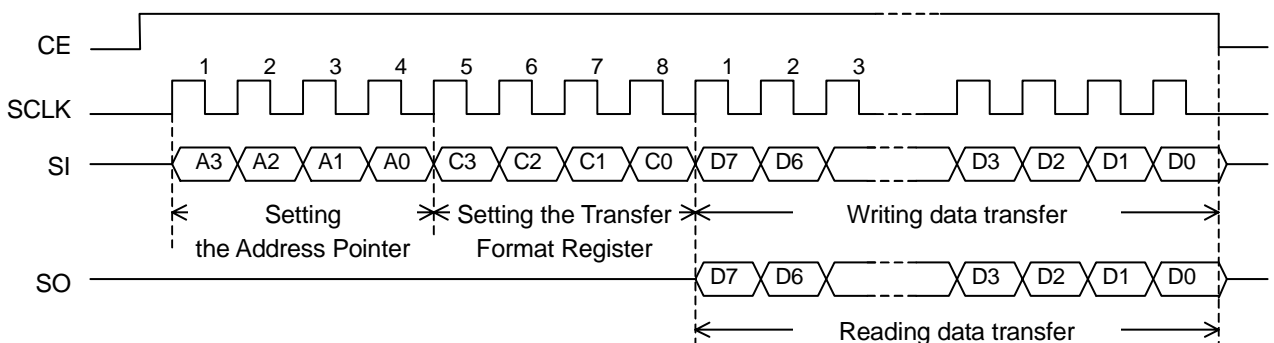 CE
1 2 3 4 5 6 7 8 1 2 3
SCLK
SI A3 A2 A1 A0 C3 C2 C1 C0 D7 D6 D3 D2 D1 D0
Setting Setting the Transfer Writing data transfer
the Address Pointer Format Register
SO D7 D6 D3 D2 D1 D0
Reading data transfer